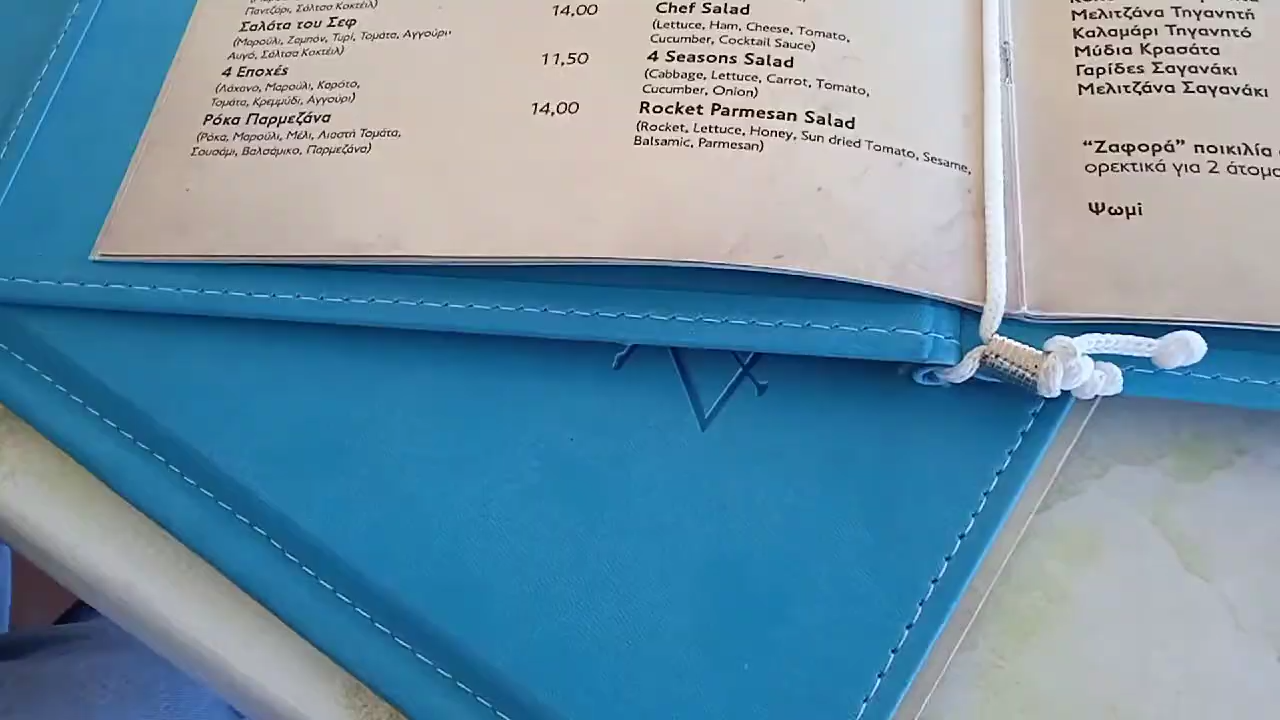 Παντζάρι, Σάλτσα Κοκτέιλ)
Σαλάτα του Σεφ
(Μαρούλι, Ζαμπόν, Τυρί, Τομάτα, Αγγούρι,
Αυγό, Σάλτσα Κοκτέιλ)
4 Εποχές
(Λάχανο, Μαρούλι, Καρότο,
Τομάτα, Κρεμμύδι, Αγγούρι)
Ρόκα Παρμεζάνα
(Ρόκα, Μαρούλι, Μέλι, Λιαστή Τομάτα,
Σουσάμι, Βαλσάμικο, Παρμεζάνα)
14,00
11,50
14,00
Chef Salad
(Lettuce, Ham, Cheese, Tomato,
Cucumber, Cocktail Sauce)
4 Seasons Salad
(Cabbage, Lettuce, Carrot, Tomato,
Cucumber, Onion)
Rocket Parmesan Salad
(Rocket, Lettuce, Honey, Sun dried Tomato, Sesame,
Balsamic, Parmesan)
Μελιτζάνα Τηγανητή
Καλαμάρι Τηγανητό
Μύδια Κρασάτα
Γαρίδες Σαγανάκι
Μελιτζάνα Σαγανάκι
“Ζαφορά” ποικιλία
ορεκτικά για 2 άτομα
Ψωμί